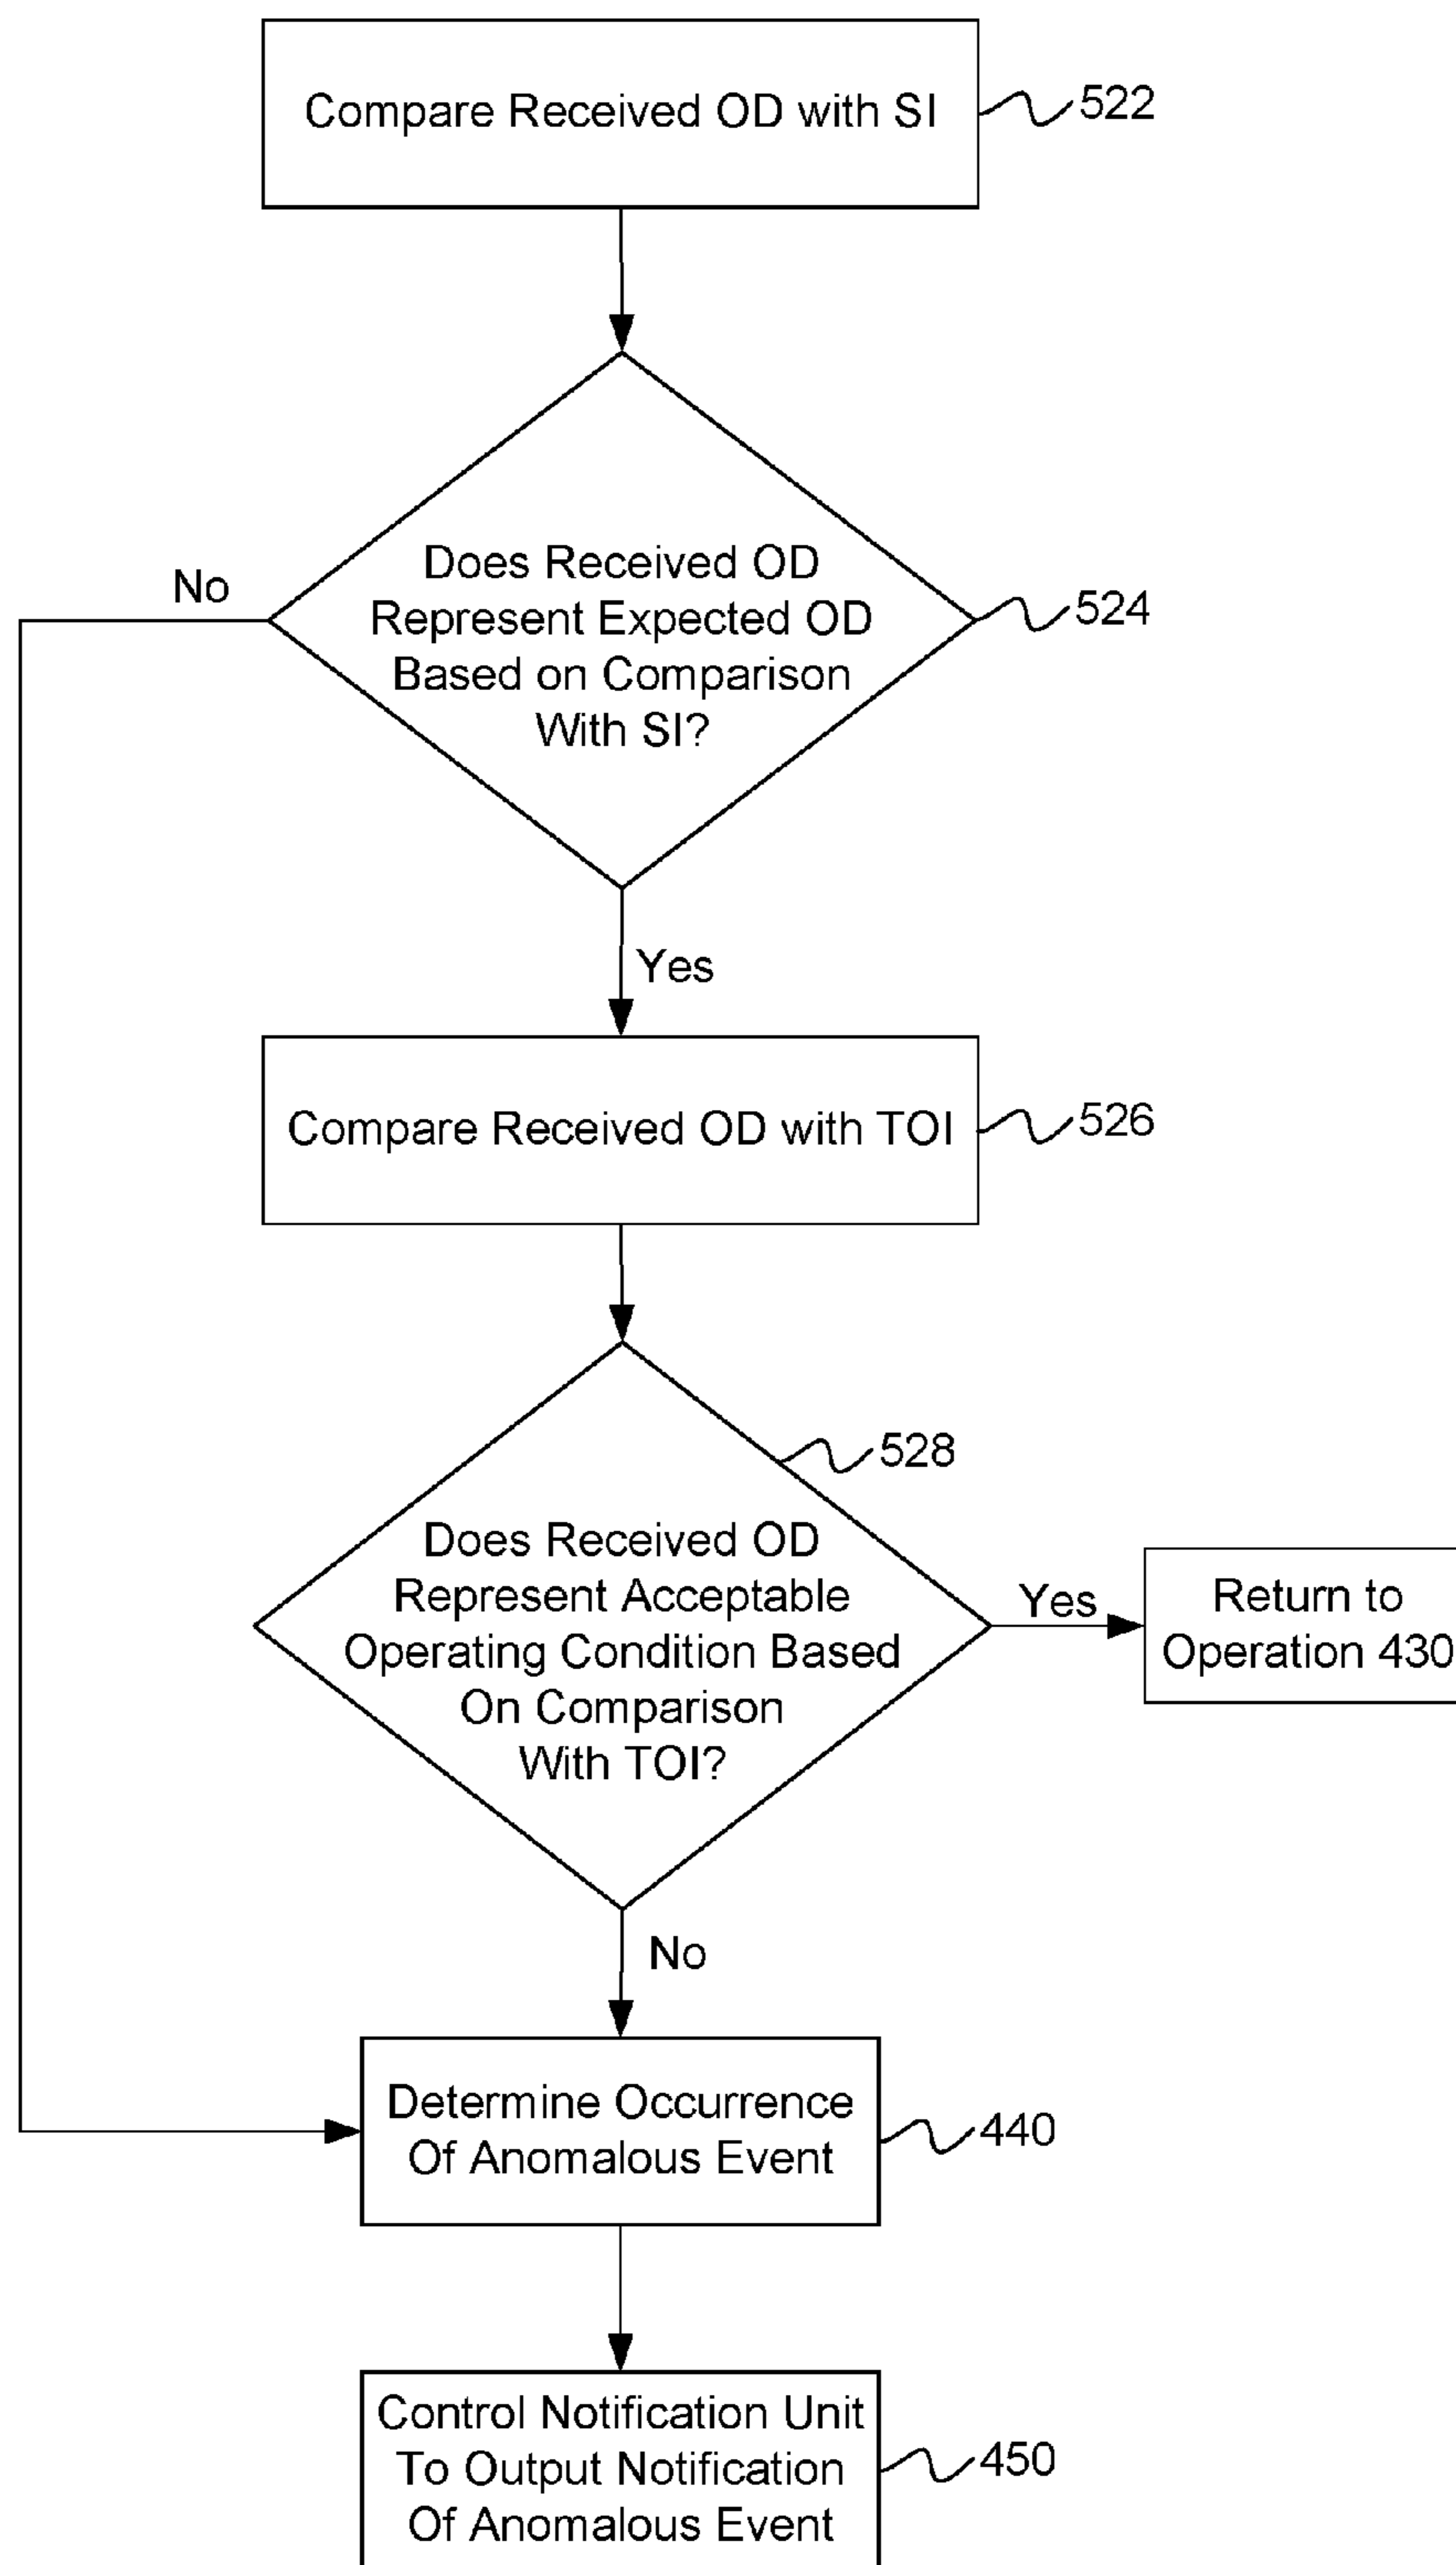 Compare Received OD with SI
522
Does Received OD
Represent Expected OD
Based on Comparison
With SI?
524
No
Yes
Compare Received OD with TOI
526
528
Does Received OD
Represent Acceptable
Operating Condition Based
On Comparison
With TOI?
Yes
Return to
Operation 430
No
Determine Occurrence
Of Anomalous Event
440
Control Notification Unit
To Output Notification
Of Anomalous Event
450